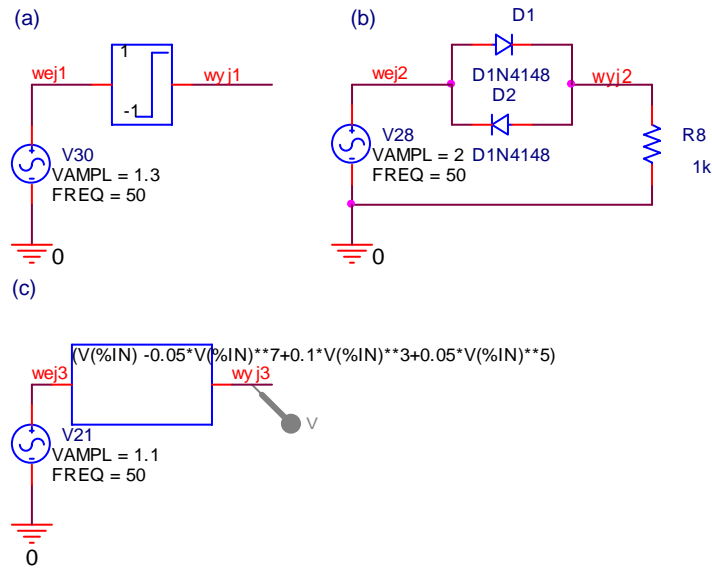 (a)
1
-1
wej1
wyj1
V30
VAMPL = 1.3
FREQ = 50
0
(b)
D1
D1N4148
D2
D1N4148
wej2
wyj2
V28
VAMPL = 2
FREQ = 50
R8
1k
0
(c)
(V(%IN) -0.05*V(%IN)**7+0.1*V(%IN)**3+0.05*V(%IN)**5)
wej3
wyj3
V
V21
VAMPL = 1.1
FREQ = 50
0